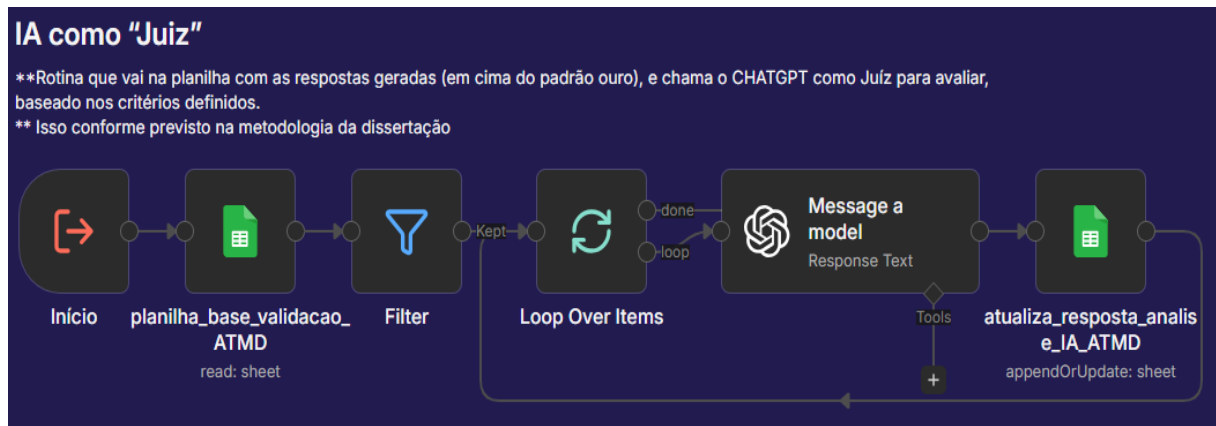 IA como “Juiz”
**Rotina que vai na planilha com as respostas geradas (em cima do padrão ouro), e chama o CHATGPT como Juíz para avaliar,
baseado nos critérios definidos.
** Isso conforme previsto na metodologia da dissertação
Kept
done
loop
Message a
model
Response Text
Tools
Início
planilha_base_validacao_
ATMD
read: sheet
Filter
Loop Over Items
atualiza_resposta_analis
e_IA_ATMD
appendOrUpdate: sheet